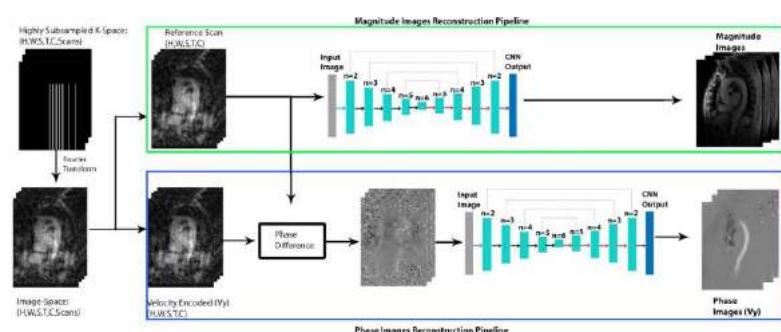 Magnitude Images Reconstruction Pipeline
Highly Subsampled K-Space:
(H,W,S,T,C,Scans)
Fourier
Transform
Image-Space:
(H,W,S,T,C,Scans)
Reference Scan
(H,W,S,T,C)
Input
Image
n=2
n=3
n=4
n=5
n=6
n=5
n=4
n=3
n=2
CNN
Output
Magnitude
Images
Velocity Encoded (Vy)
(H,W,S,T,C)
Phase
Difference
Input
Image
n=2
n=3
n=4
n=5
n=6
n=5
n=4
n=3
n=2
CNN
Output
Phase
Images (Vy)
Phase Images Reconstruction Pipeline